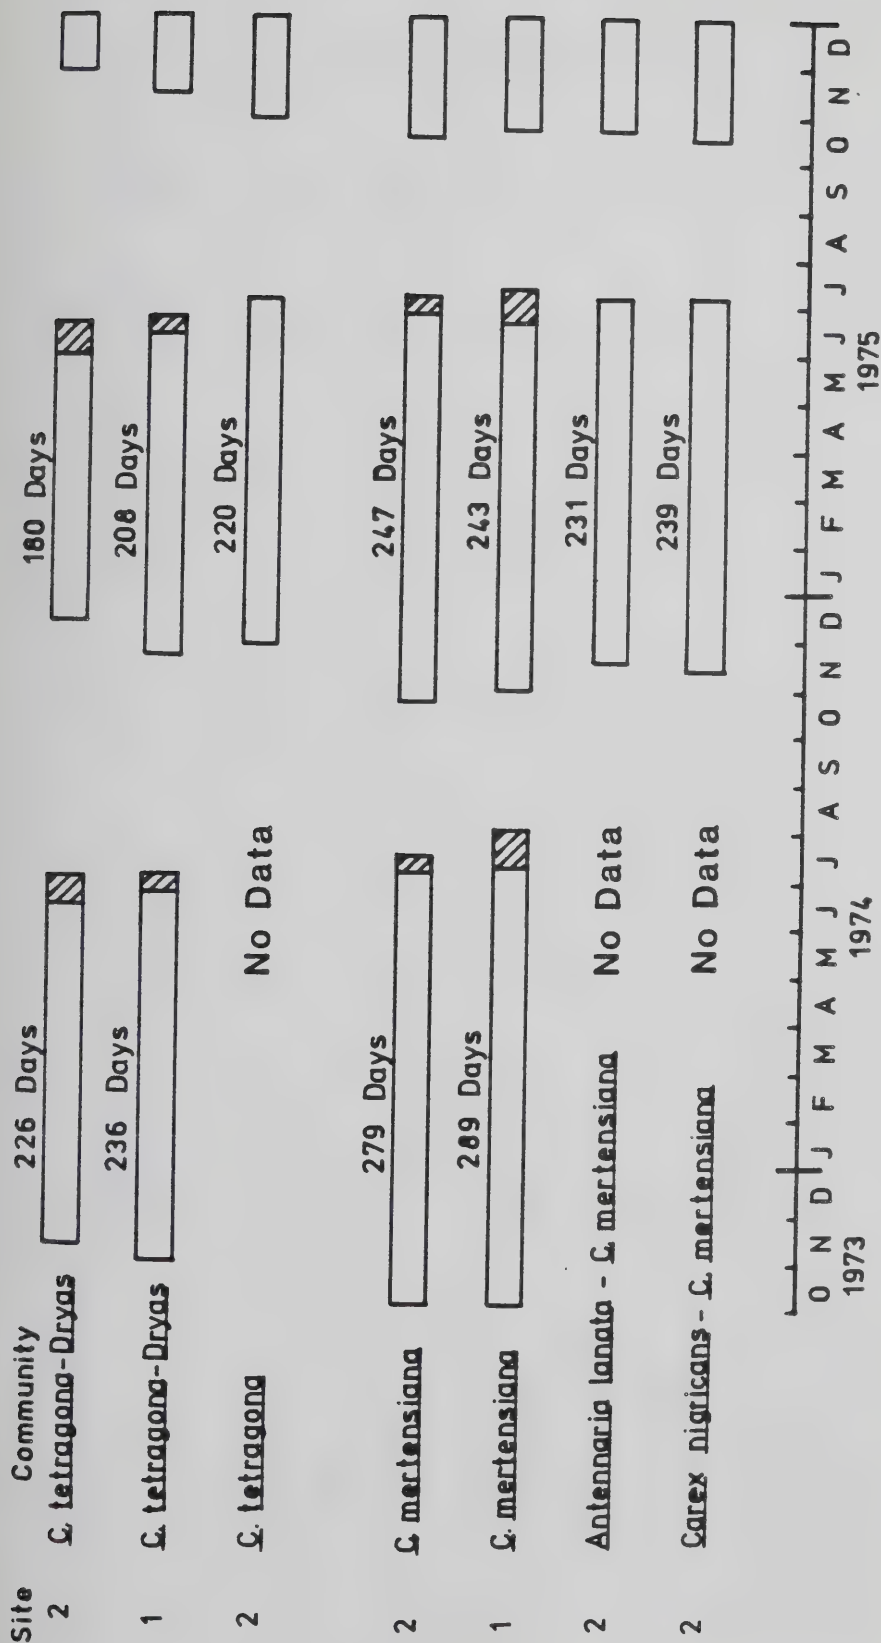 Site Community
2 C. tetragona-Dryas 226 Days 180 Days
1 C. tetragona-Dryas 236 Days 208 Days
2 C. tetragona No Data 220 Days
2 C. mertensiana 279 Days 247 Days
1 C. mertensiana 289 Days 243 Days
2 Antennaria lanata - C. mertensiana No Data 231 Days
2 Carex nigricans - C. mertensiana No Data 239 Days
O N D J F M A M J J A S O N D J F M A M J J A S O N D
1973 1974 1975